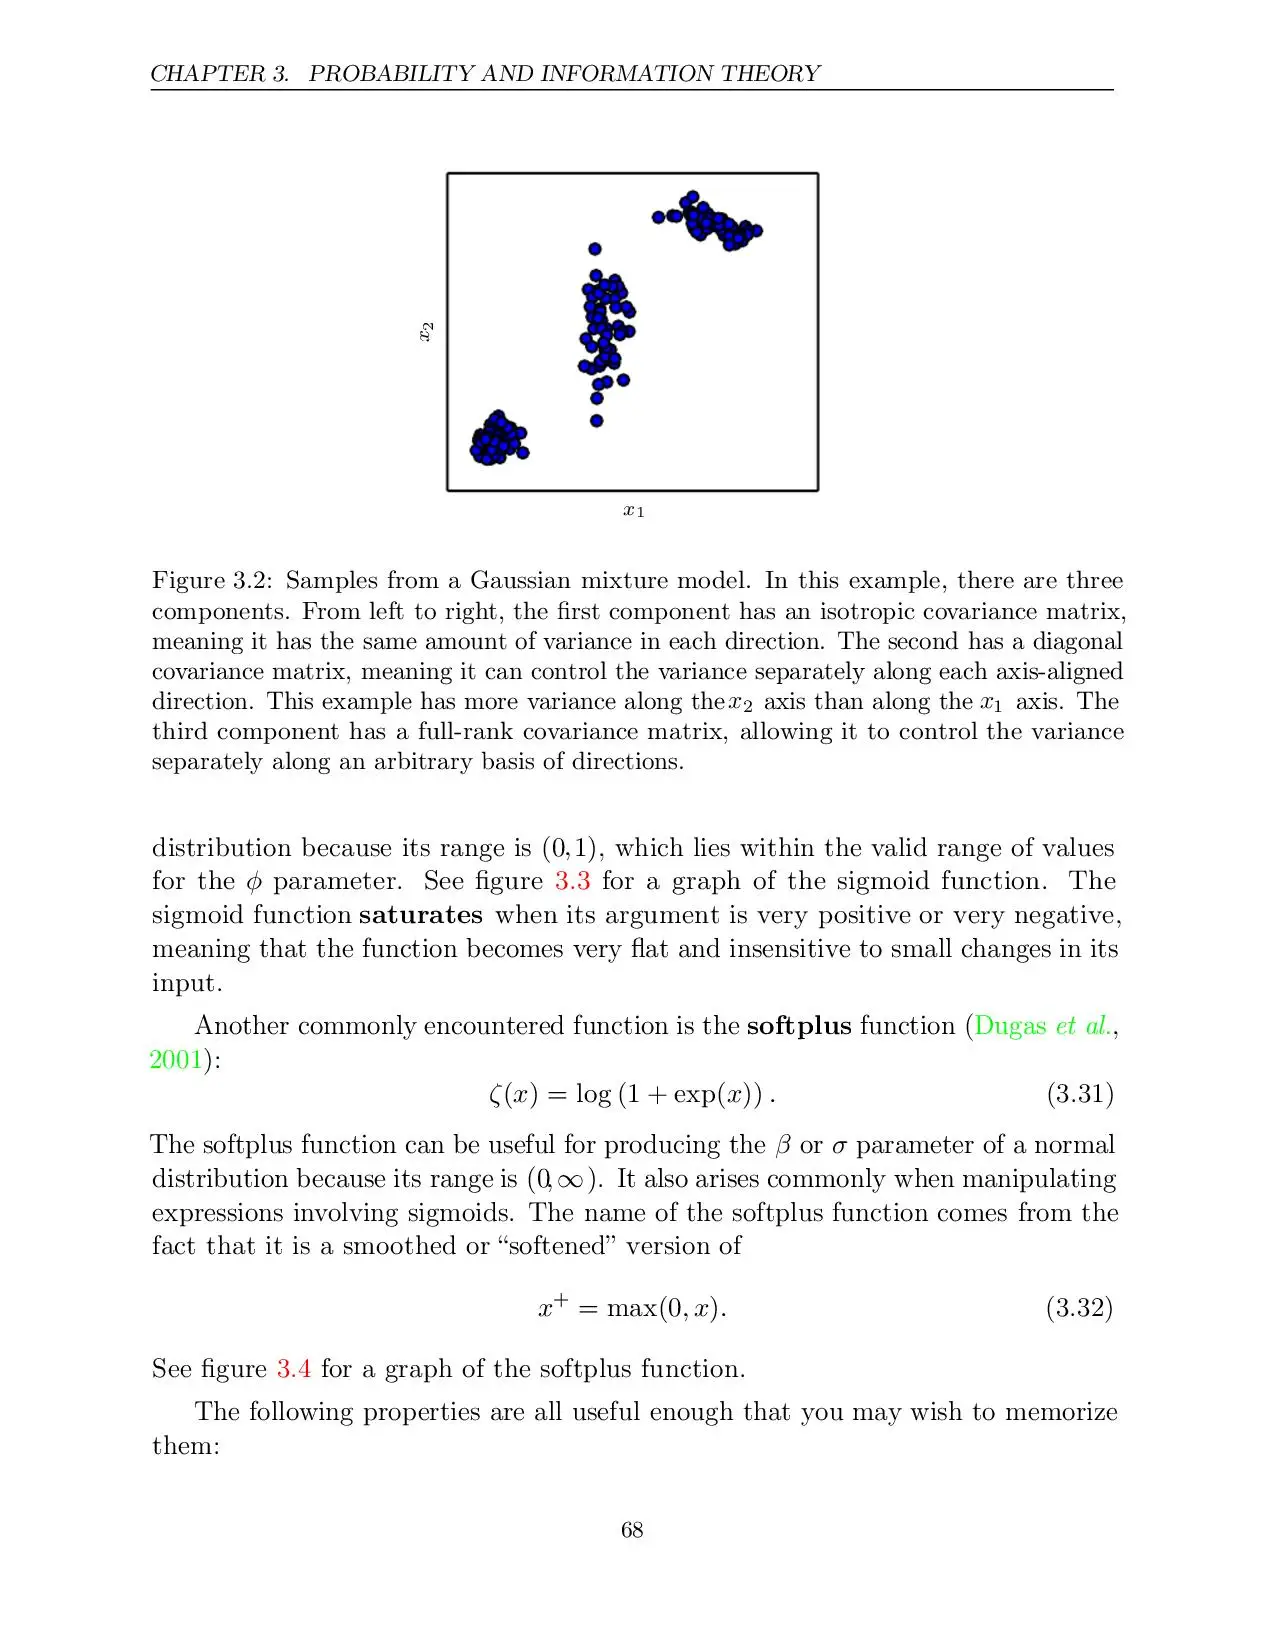 CHAPTER 3. PROBABILITY AND INFORMATION THEORY
x₂
x₁
Figure 3.2: Samples from a Gaussian mixture model. In this example, there are three
components. From left to right, the first component has an isotropic covariance matrix,
meaning it has the same amount of variance in each direction. The second has a diagonal
covariance matrix, meaning it can control the variance separately along each axis-aligned
direction. This example has more variance along the x₂ axis than along the x₁ axis. The
third component has a full-rank covariance matrix, allowing it to control the variance
separately along an arbitrary basis of directions.
distribution because its range is (0,1), which lies within the valid range of values
for the ϕ parameter. See figure 3.3 for a graph of the sigmoid function. The
sigmoid function saturates when its argument is very positive or very negative,
meaning that the function becomes very flat and insensitive to small changes in its
input.
Another commonly encountered function is the softplus function (Dugas et al.,
2001):
ζ(x) = log (1 + exp(x)) . (3.31)
The softplus function can be useful for producing the β or σ parameter of a normal
distribution because its range is (0,∞). It also arises commonly when manipulating
expressions involving sigmoids. The name of the softplus function comes from the
fact that it is a smoothed or “softened” version of
x⁺ = max(0, x). (3.32)
See figure 3.4 for a graph of the softplus function.
The following properties are all useful enough that you may wish to memorize
them:
68